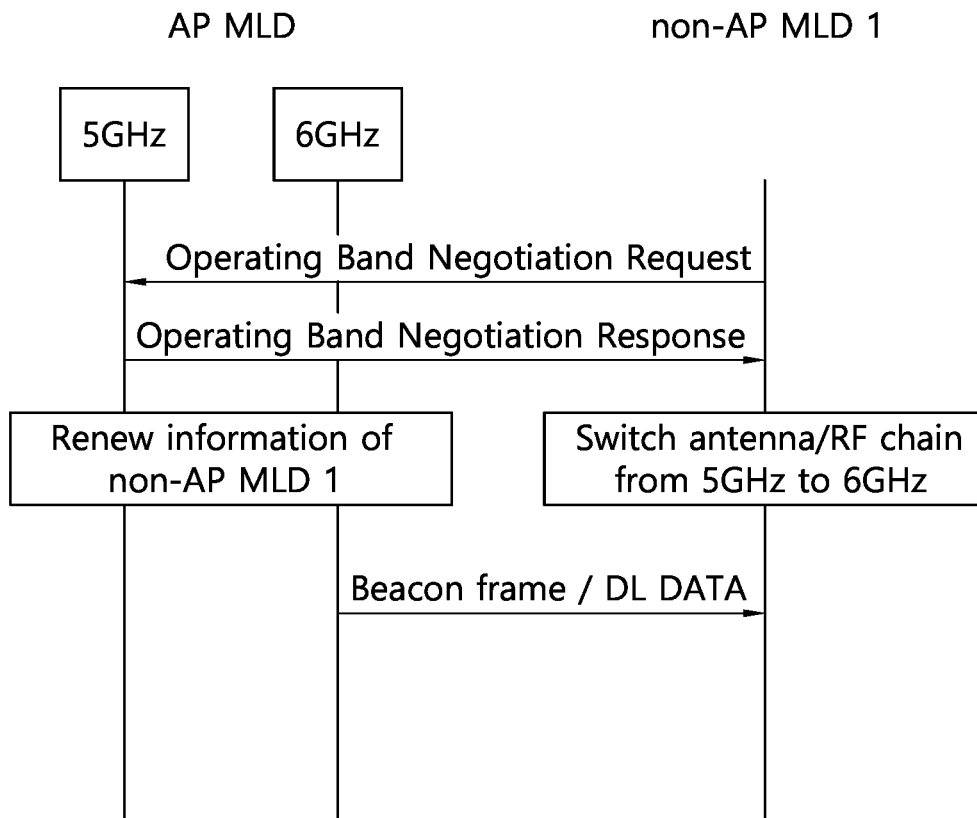 AP MLD
non-AP MLD 1
5GHz
6GHz
Operating Band Negotiation Request
Operating Band Negotiation Response
Renew information of
non-AP MLD 1
Switch antenna/RF chain
from 5GHz to 6GHz
Beacon frame / DL DATA